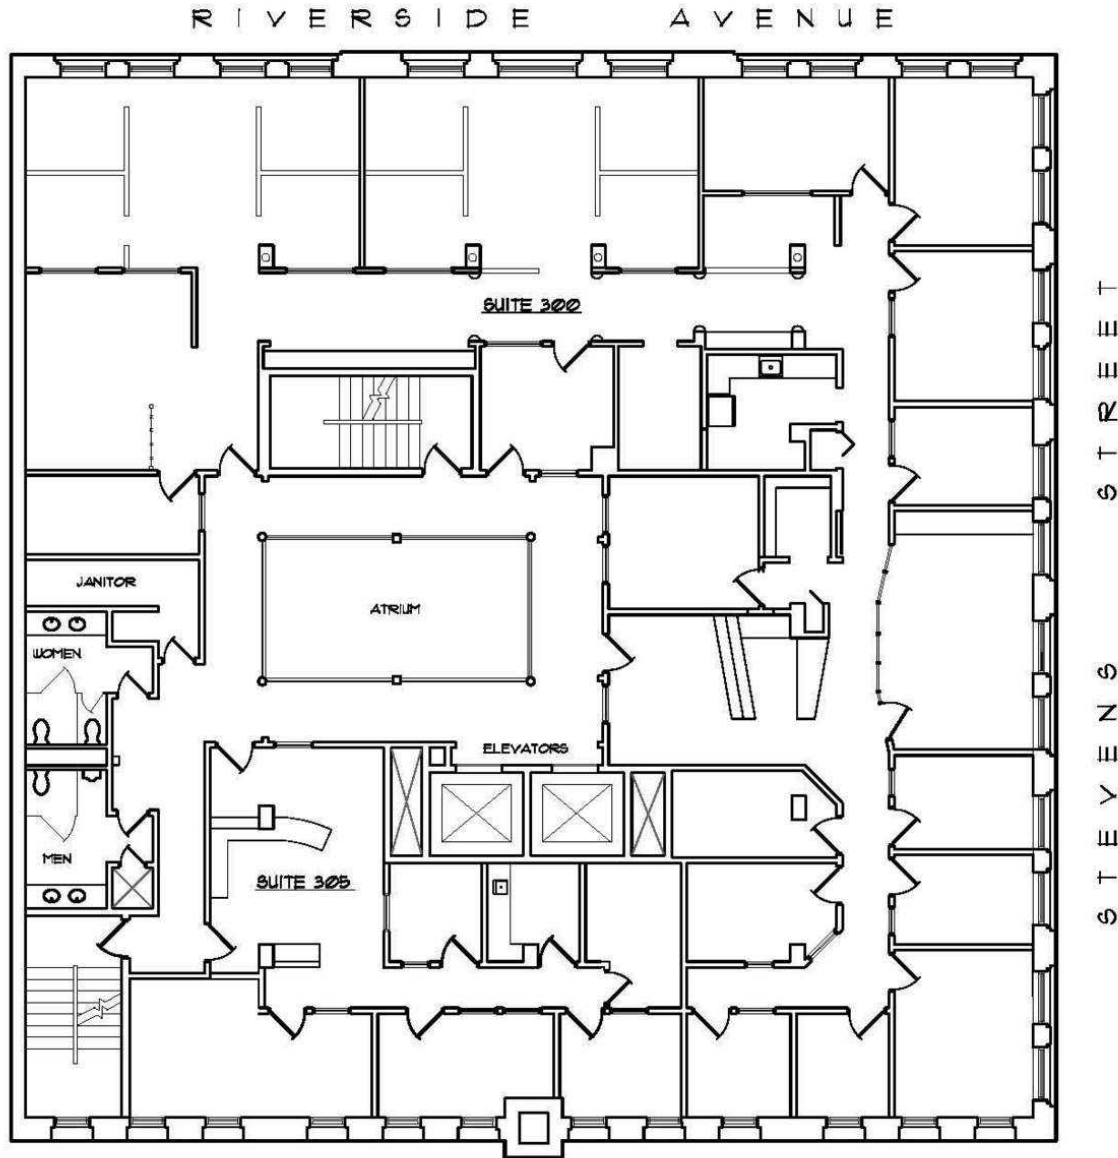 RIVERSIDE AVENUE
SUITE 300
STEVENS STREET
JANITOR
ATRIUM
WOMEN
ELEVATORS
MEN
SUITE 305